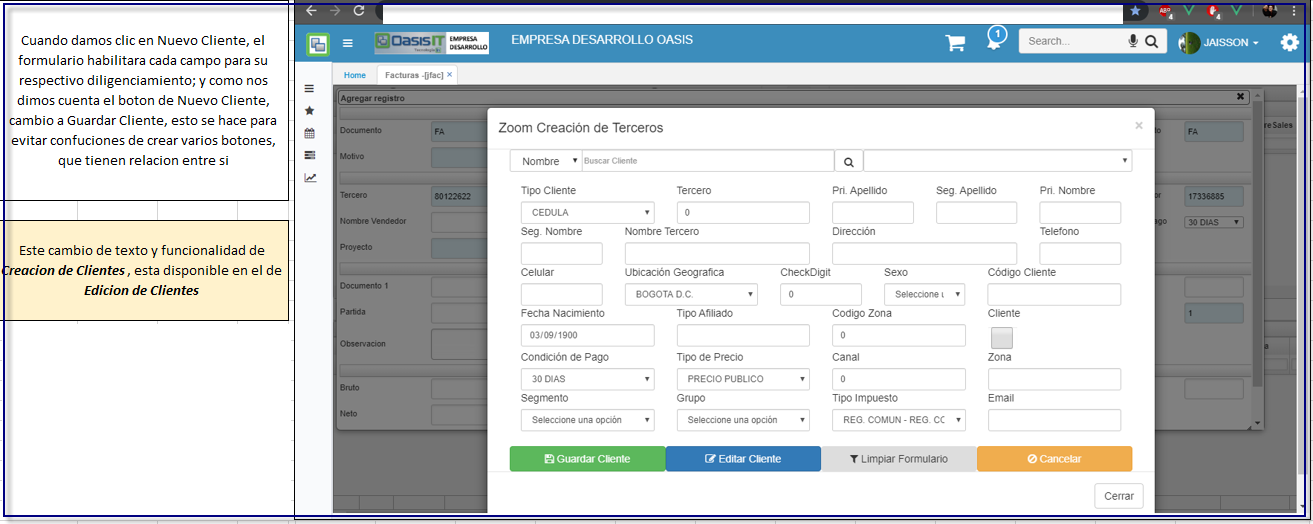 Cuando damos clic en Nuevo Cliente, el
formulario habilitara cada campo para su
respectivo diligenciamiento; y como nos
dimos cuenta el boton de Nuevo Cliente,
cambio a Guardar Cliente, esto se hace para
evitar confuciones de crear varios botones,
que tienen relacion entre si
Este cambio de texto y funcionalidad de
Creacion de Clientes , esta disponible en el de
Edicion de Clientes
ABP 4 4
OasisIT EMPRESA
Tecnología DESARROLLO
EMPRESA DESARROLLO OASIS
1 Search... JAISSON
Home Facturas -[jfac] ×
Agregar registro
Documento FA FA reSales
Motivo
Tercero 80122622 17336885
Nombre Vendedor 30 DIAS
Proyecto
Documento 1
Partida 1
Observacion
Bruto
Neto
Zoom Creación de Terceros ×
Nombre Buscar Cliente
Tipo Cliente Tercero Pri. Apellido Seg. Apellido Pri. Nombre
CEDULA 0
Seg. Nombre Nombre Tercero Dirección Telefono
Celular Ubicación Geografica CheckDigit Sexo Código Cliente
BOGOTA D.C. 0 Seleccione
Fecha Nacimiento Tipo Afiliado Codigo Zona Cliente
03/09/1900 0
Condición de Pago Tipo de Precio Canal Zona
30 DIAS PRECIO PUBLICO 0
Segmento Grupo Tipo Impuesto Email
Seleccione una opción Seleccione una opción REG. COMUN - REG. CC
Guardar Cliente Editar Cliente Limpiar Formulario Cancelar
Cerrar